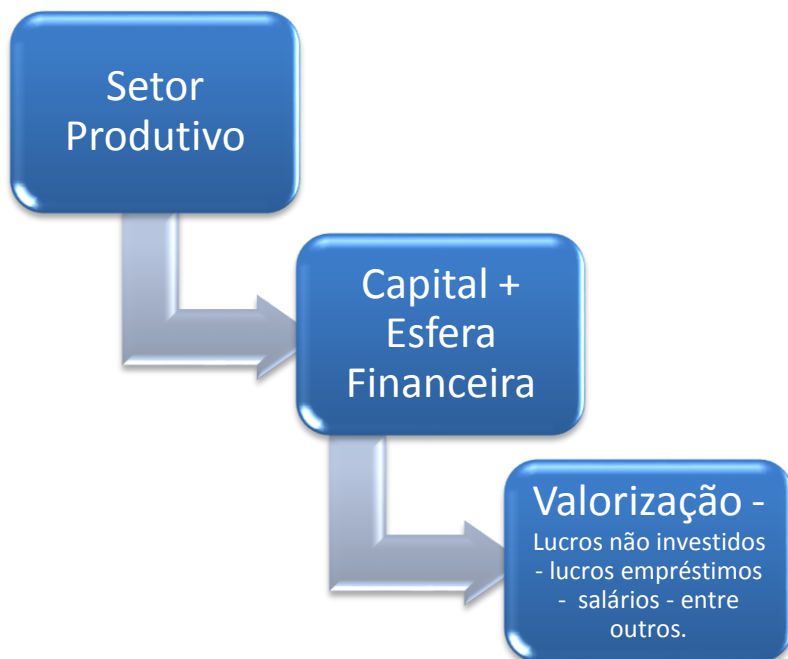 Setor
Produtivo
Capital +
Esfera
Financeira
Valorização -
Lucros não investidos
- lucros empréstimos
- salários - entre
outros.